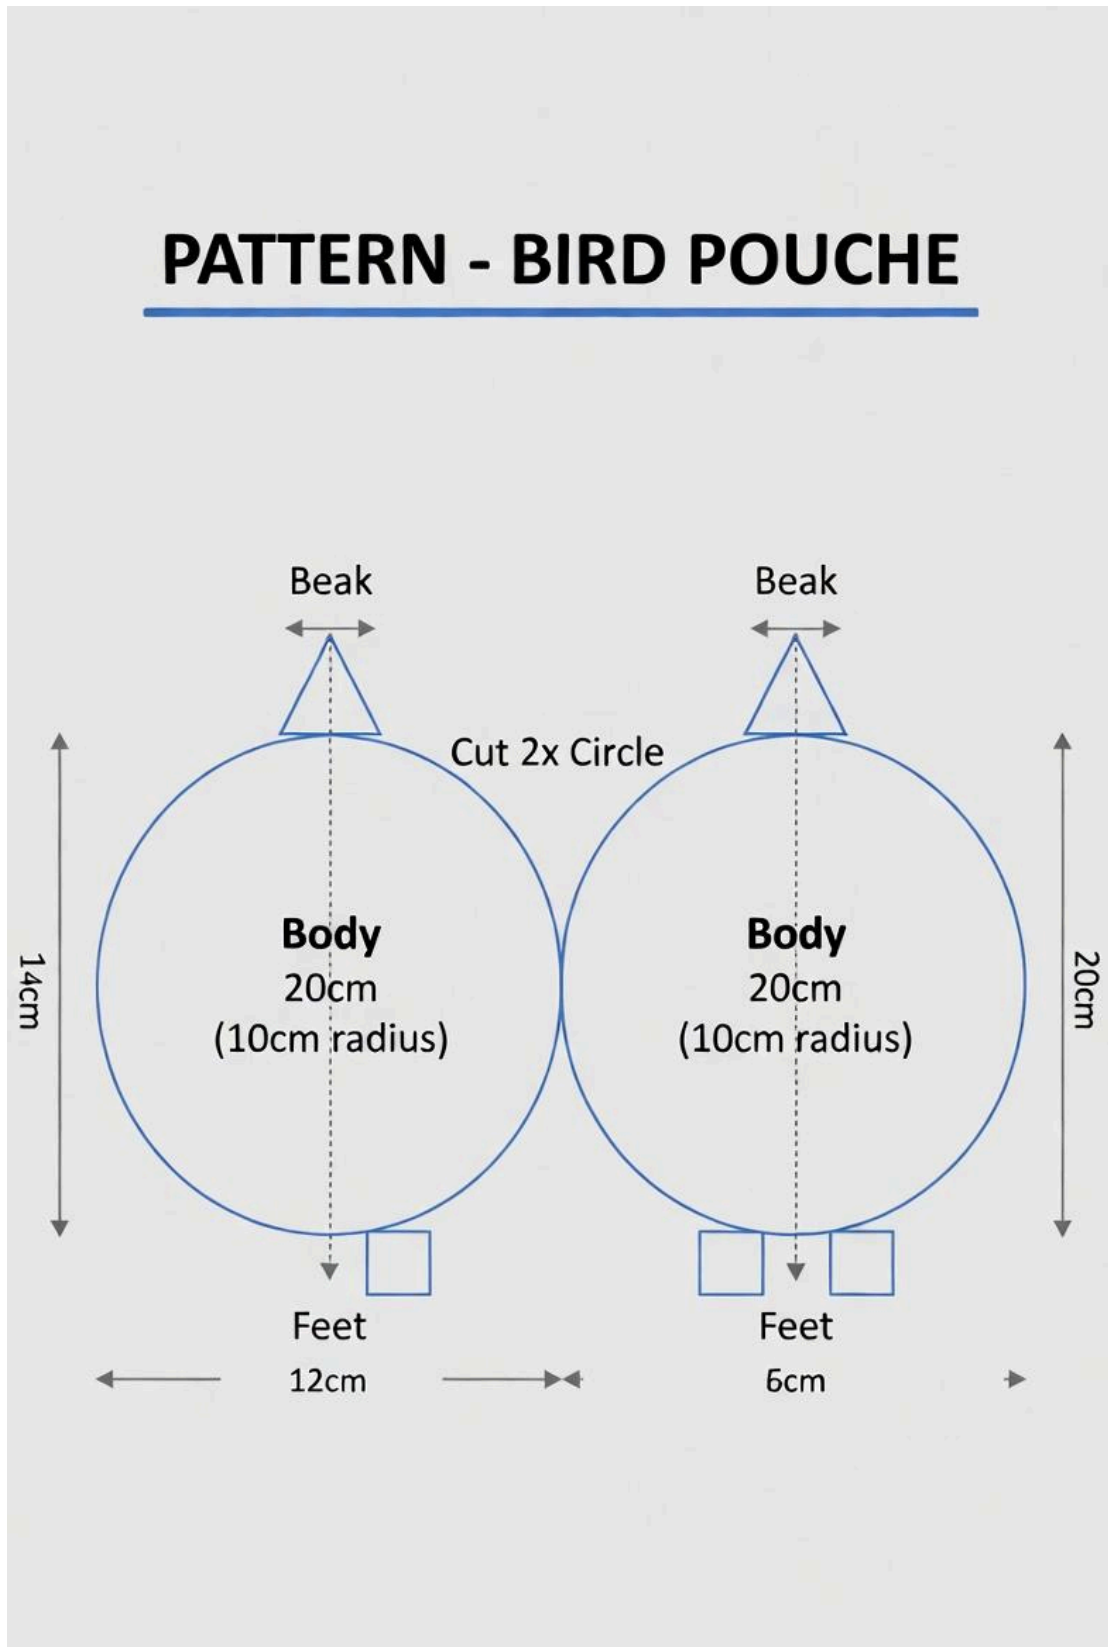 PATTERN - BIRD POUCHE
Beak
Beak
Cut 2x Circle
Body
20cm
(10cm radius)
Body
20cm
(10cm radius)
14cm
20cm
Feet
Feet
12cm
6cm